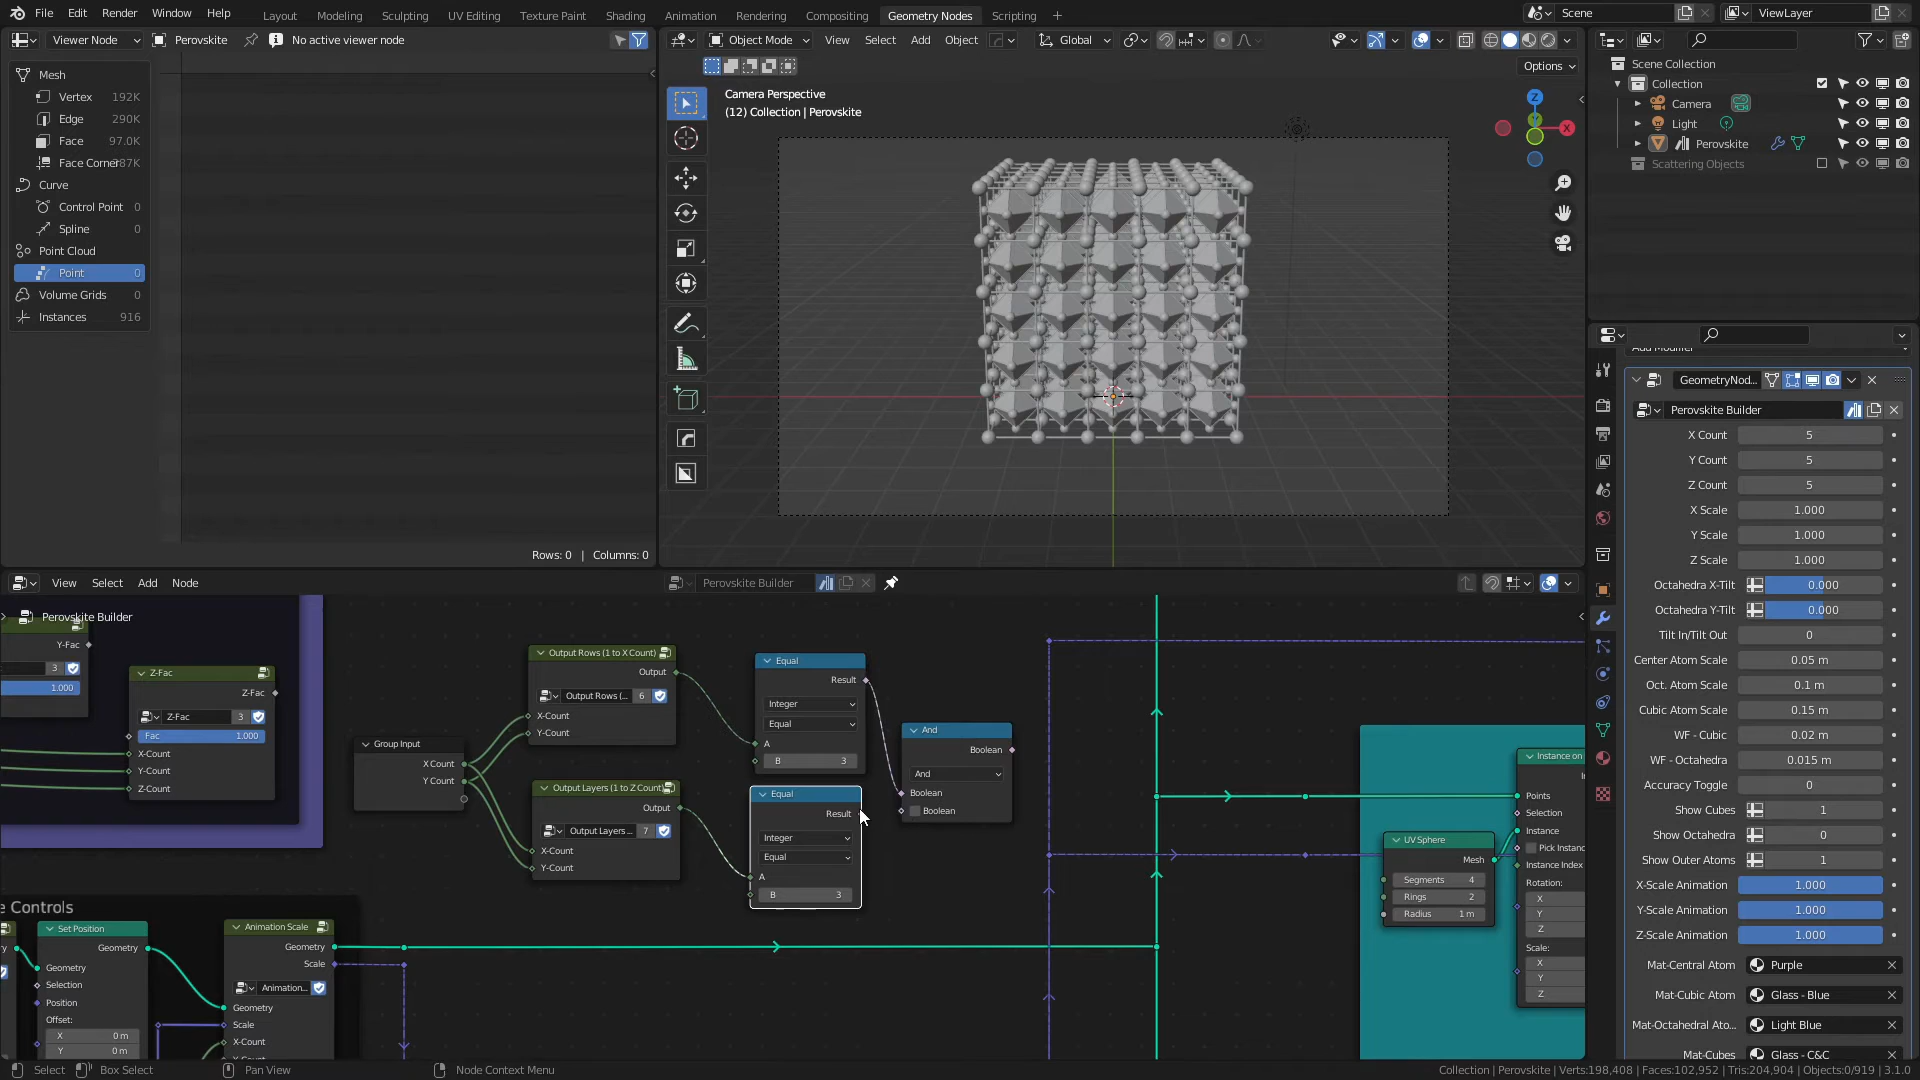 File Edit Render Window Help
Layout Modeling Sculpting UV Editing Texture Paint Shading Animation Rendering Compositing Geometry Nodes Scripting +
Scene
ViewLayer
Viewer Node
Perovskite
No active viewer node
Object Mode View Select Add Object
Global
Options
Mesh
Vertex 192K
Edge 290K
Face 97.0K
Face Corner
Curve
Control Point 0
Spline 0
Point Cloud
Point 0
Volume Grids 0
Instances 916
Rows: 0 | Columns: 0
Camera Perspective
(12) Collection | Perovskite
Z
X
Scene Collection
Collection
Camera
Light
Perovskite
Scattering Objects
GeometryNod...
Perovskite Builder
X Count 5
Y Count 5
Z Count 5
X Scale 1.000
Y Scale 1.000
Z Scale 1.000
Octahedra X-Tilt 0.000
Octahedra Y-Tilt 0.000
Tilt In/Tilt Out 0
Center Atom Scale 0.05 m
Oct. Atom Scale 0.1 m
Cubic Atom Scale 0.15 m
WF - Cubic 0.02 m
WF - Octahedra 0.015 m
Accuracy Toggle 0
Show Cubes 1
Show Octahedra 0
Show Outer Atoms 1
X-Scale Animation 1.000
Y-Scale Animation 1.000
Z-Scale Animation 1.000
Mat-Central Atom Purple
Mat-Cubic Atom Glass - Blue
Mat-Octahedral Ato... Light Blue
Mat-Cubes Glass - C&C
View Select Add Node
Perovskite Builder
Perovskite Builder
Y-Fac
3
1.000
Z-Fac
Z-Fac
Z-Fac 3
Fac 1.000
X-Count
Y-Count
Z-Count
Group Input
X Count
Y Count
Output Rows (1 to X Count)
Output
Output Rows (... 6
X-Count
Y-Count
Output Layers (1 to Z Count)
Output
Output Layers ... 7
X-Count
Y-Count
Equal
Result
Integer
Equal
A
B 3
Equal
Result
Integer
Equal
A
B 3
And
Boolean
And
Boolean
Boolean
e Controls
Set Position
Geometry
Geometry
Selection
Position
Offset:
X 0 m
Y 0 m
Animation Scale
Geometry
Scale
Animation...
Geometry
Scale
X-Count
UV Sphere
Mesh
Segments 4
Rings 2
Radius 1 m
Instance on
Points
Selection
Instance
Pick Instanc
Instance Index
Rotation:
X
Y
Z
Scale:
X
Y
Z
Select Box Select Pan View Node Context Menu
Collection | Perovskite | Verts:198,408 | Faces:102,952 | Tris:204,904 | Objects:0/919 | 3.1.0